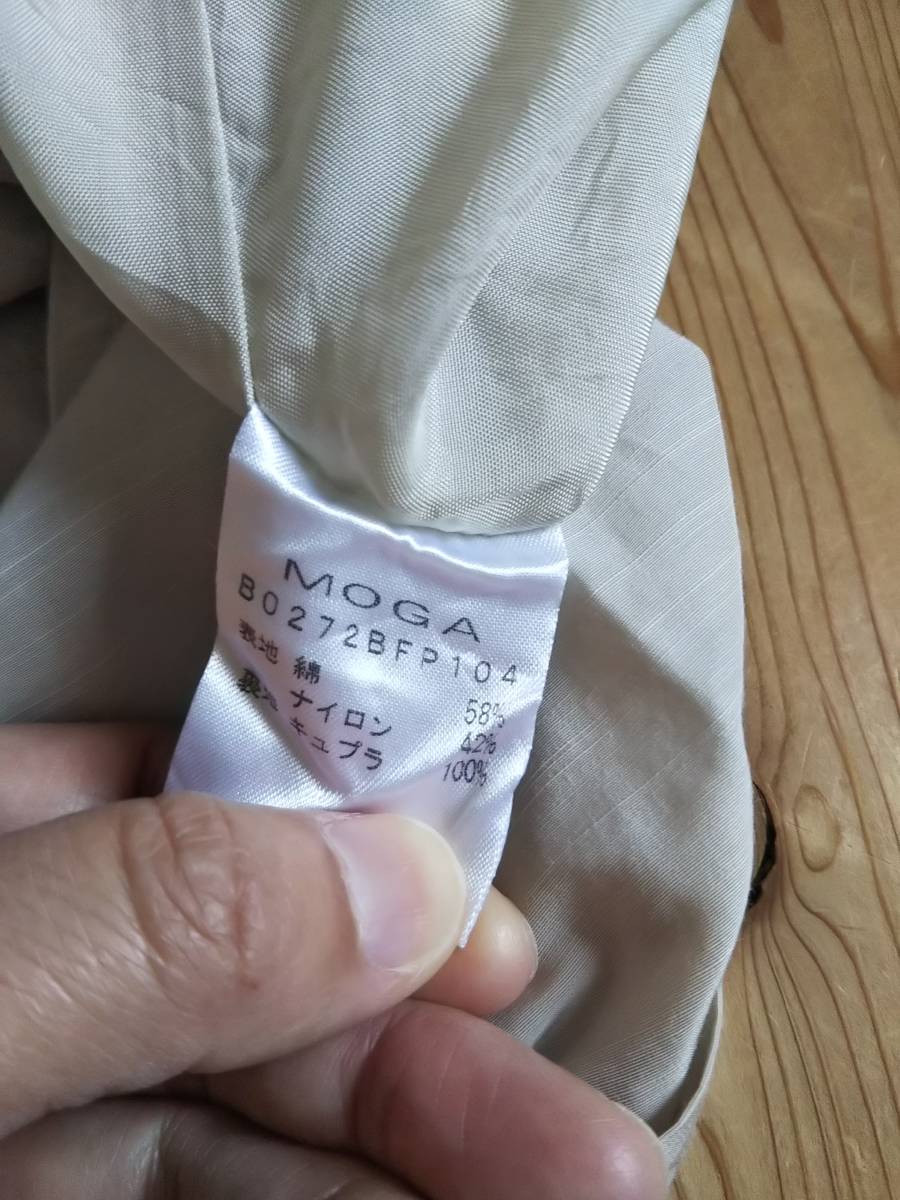 MOGA
B0272BFP104
表地 綿 58%
ナイロン 42%
裏地 キュプラ 100%